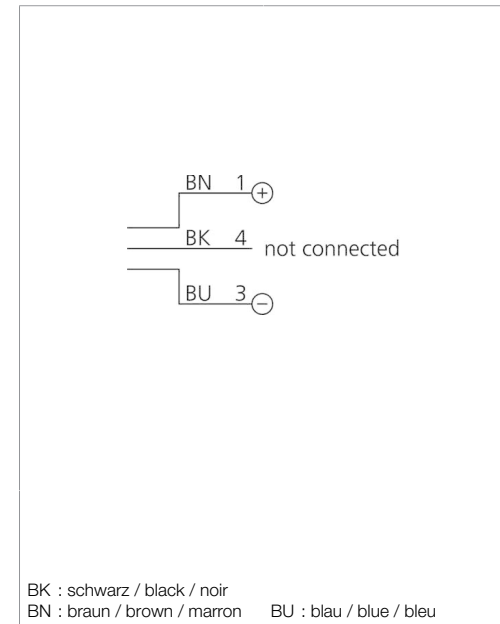 BN 1 +
BK 4 not connected
BU 3 −
BK : schwarz / black / noir
BN : braun / brown / marron BU : blau / blue / bleu